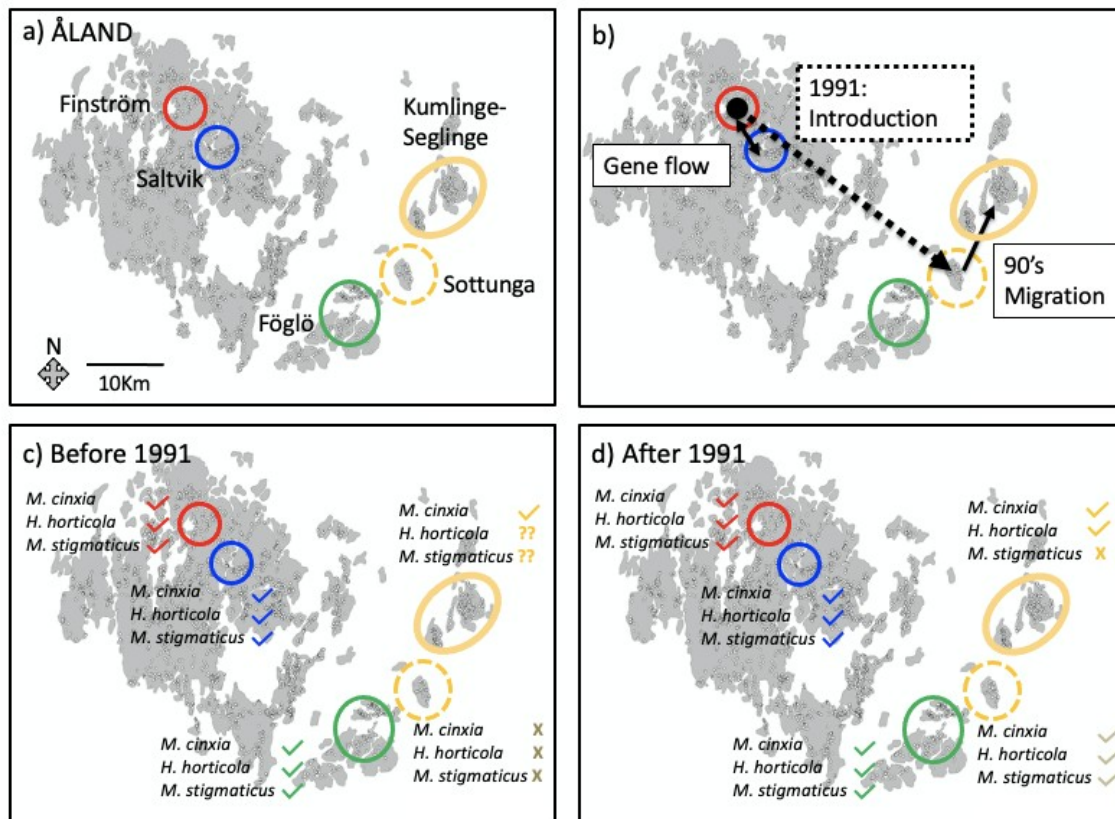 a) ÅLAND
Finström
Saltvik
Kumlinge-
Seglinge
Sottunga
Föglö
N
10Km
b)
1991:
Introduction
Gene flow
90's
Migration
c) Before 1991
M. cinxia ✓
H. horticola ✓
M. stigmaticus ✓
M. cinxia ✓
H. horticola ??
M. stigmaticus ??
M. cinxia ✓
H. horticola ✓
M. stigmaticus ✓
M. cinxia ✓
H. horticola ✓
M. stigmaticus ✓
M. cinxia X
H. horticola X
M. stigmaticus X
d) After 1991
M. cinxia ✓
H. horticola ✓
M. stigmaticus ✓
M. cinxia ✓
H. horticola ✓
M. stigmaticus X
M. cinxia ✓
H. horticola ✓
M. stigmaticus ✓
M. cinxia ✓
H. horticola ✓
M. stigmaticus ✓
M. cinxia ✓
H. horticola ✓
M. stigmaticus ✓